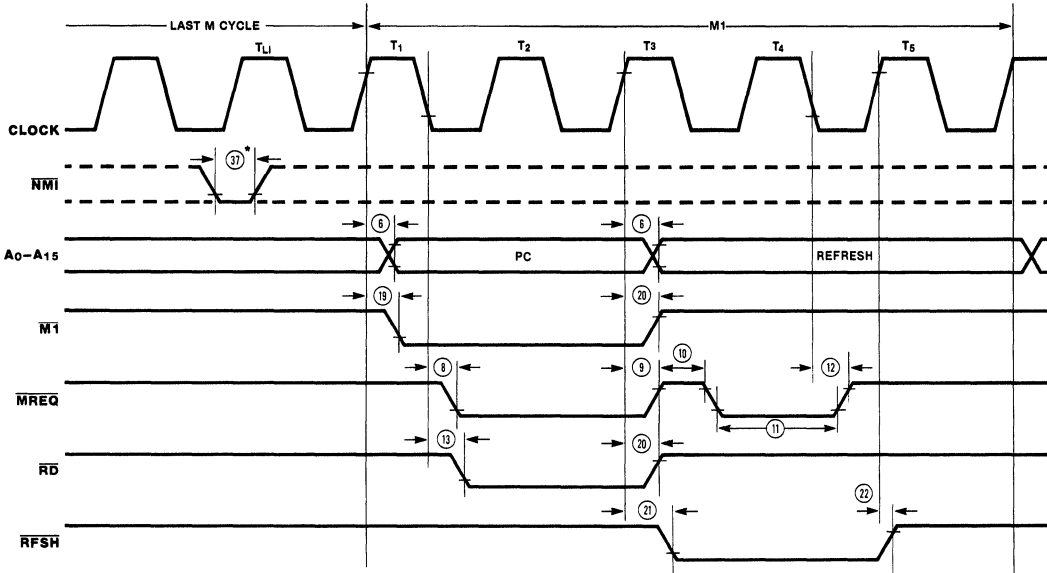 LAST M CYCLE M1
TLI T1 T2 T3 T4 T5
CLOCK
37 *
NMI
6 6
A0–A15 PC REFRESH
19 20
M1
8 9 10 12
MREQ
11
13 20
RD
22
21
RFSH